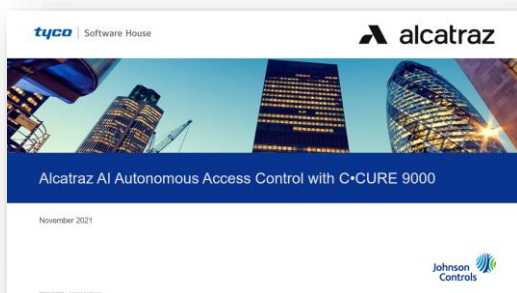 tyco | Software House
alcatraz
Alcatraz AI Autonomous Access Control with C•CURE 9000
November 2021
Johnson
Controls